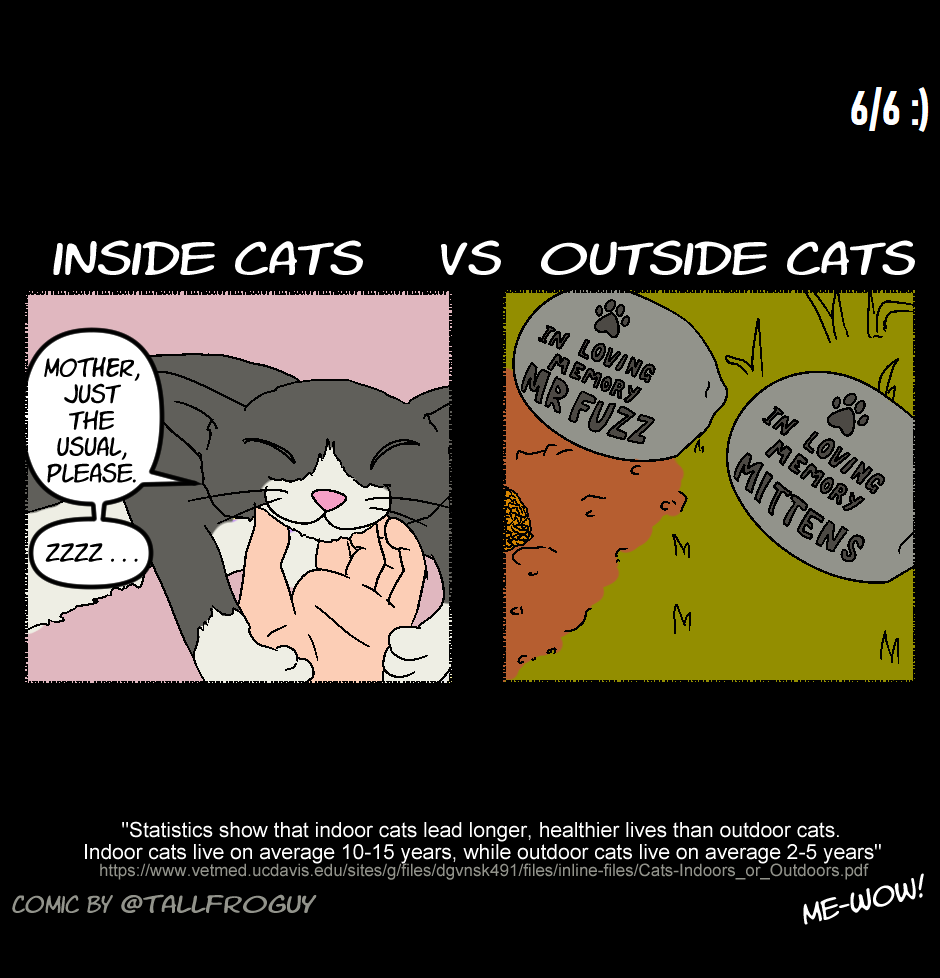 6/6 :)
INSIDE CATS VS OUTSIDE CATS
MOTHER,
JUST
THE
USUAL,
PLEASE.
ZZZZ . . .
IN LOVING
MEMORY
MR FUZZ
IN LOVING
MEMORY
MITTENS
"Statistics show that indoor cats lead longer, healthier lives than outdoor cats.
Indoor cats live on average 10-15 years, while outdoor cats live on average 2-5 years"
https://www.vetmed.ucdavis.edu/sites/g/files/dgvnsk491/files/inline-files/Cats-Indoors_or_Outdoors.pdf
COMIC BY @TALLFROGUY
ME-WOW!